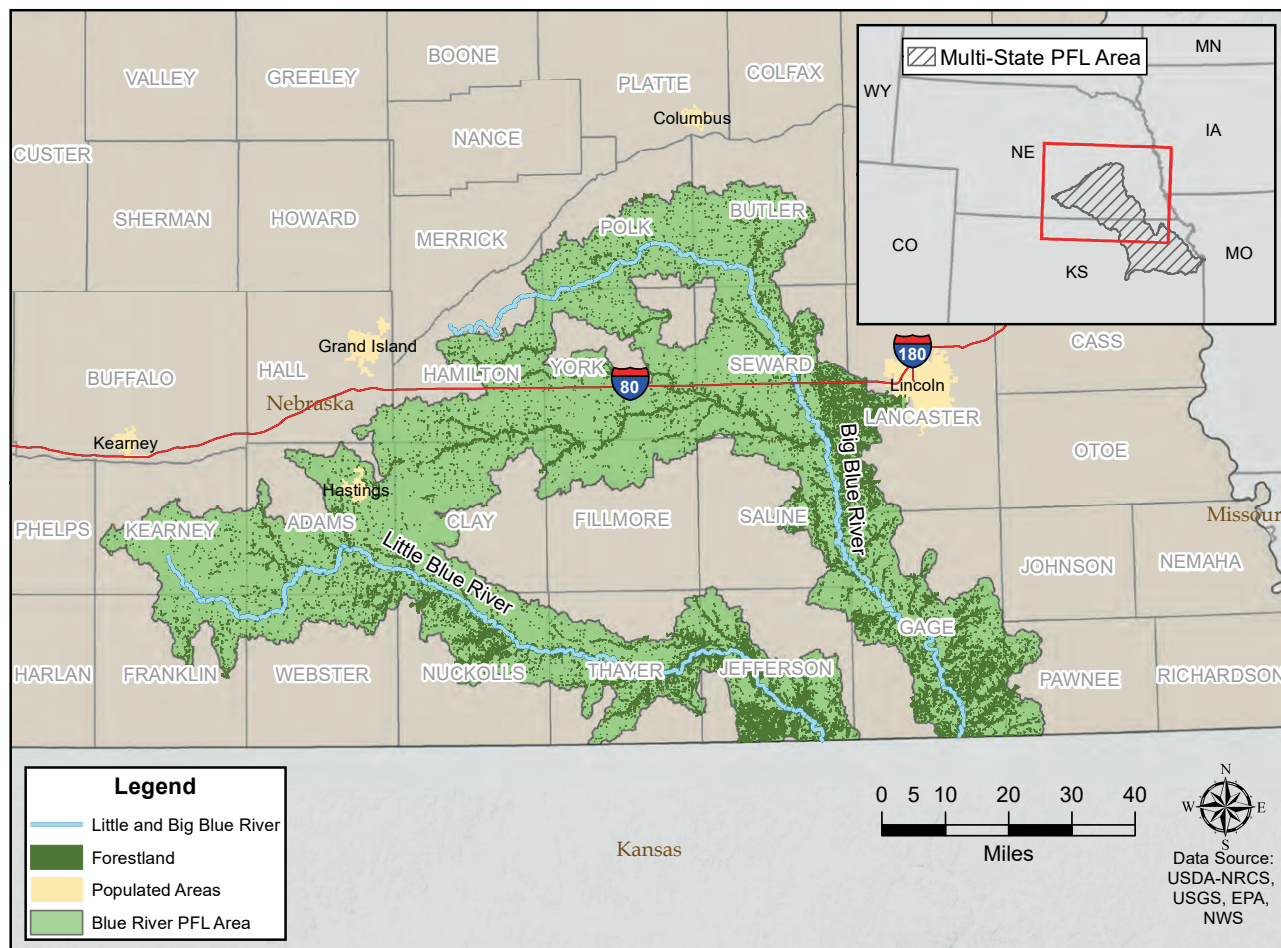 BOONE
VALLEY
GREELEY
PLATTE
COLFAX
Columbus
NANCE
CUSTER
SHERMAN
HOWARD
MERRICK
POLK
BUTLER
Grand Island
BUFFALO
HALL
HAMILTON
YORK
SEWARD
80
180
Lincoln
LANCASTER
CASS
Nebraska
Kearney
OTOE
Hastings
Big Blue River
PHELPS
KEARNEY
ADAMS
CLAY
FILLMORE
SALINE
Missour
Little Blue River
JOHNSON
NEMAHA
GAGE
HARLAN
FRANKLIN
WEBSTER
NUCKOLLS
THAYER
JEFFERSON
PAWNEE
RICHARDSON
Kansas
Multi-State PFL Area
MN
WY
IA
NE
CO
KS
MO
Legend
Little and Big Blue River
Forestland
Populated Areas
Blue River PFL Area
0 5 10 20 30 40
Miles
N
W
E
S
Data Source:
USDA-NRCS,
USGS, EPA,
NWS